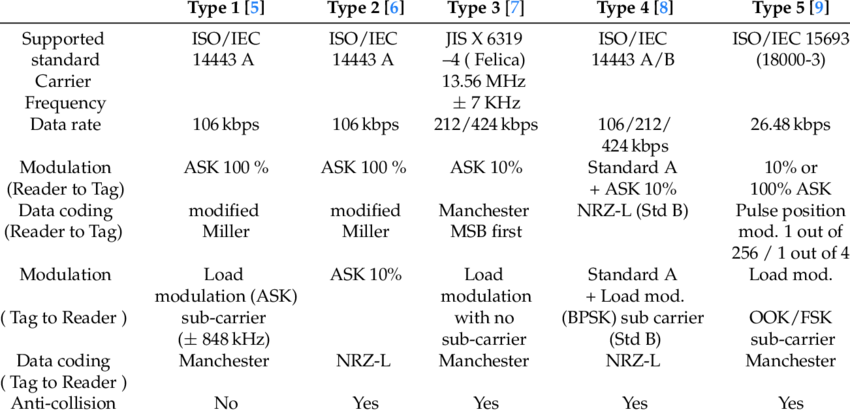 Type 1 [5] Type 2 [6] Type 3 [7] Type 4 [8] Type 5 [9]
Supported ISO/IEC ISO/IEC JIS X 6319 ISO/IEC ISO/IEC 15693
standard 14443 A 14443 A –4 ( Felica) 14443 A/B (18000-3)
Carrier 13.56 MHz
Frequency ± 7 KHz
Data rate 106 kbps 106 kbps 212/424 kbps 106/212/ 26.48 kbps
424 kbps
Modulation ASK 100 % ASK 100 % ASK 10% Standard A 10% or
(Reader to Tag) + ASK 10% 100% ASK
Data coding modified modified Manchester NRZ-L (Std B) Pulse position
(Reader to Tag) Miller Miller MSB first mod. 1 out of
256 / 1 out of 4
Modulation Load ASK 10% Load Standard A Load mod.
modulation (ASK) modulation + Load mod.
( Tag to Reader ) sub-carrier with no (BPSK) sub carrier OOK/FSK
(± 848 kHz) sub-carrier (Std B) sub-carrier
Data coding Manchester NRZ-L Manchester NRZ-L Manchester
( Tag to Reader )
Anti-collision No Yes Yes Yes Yes